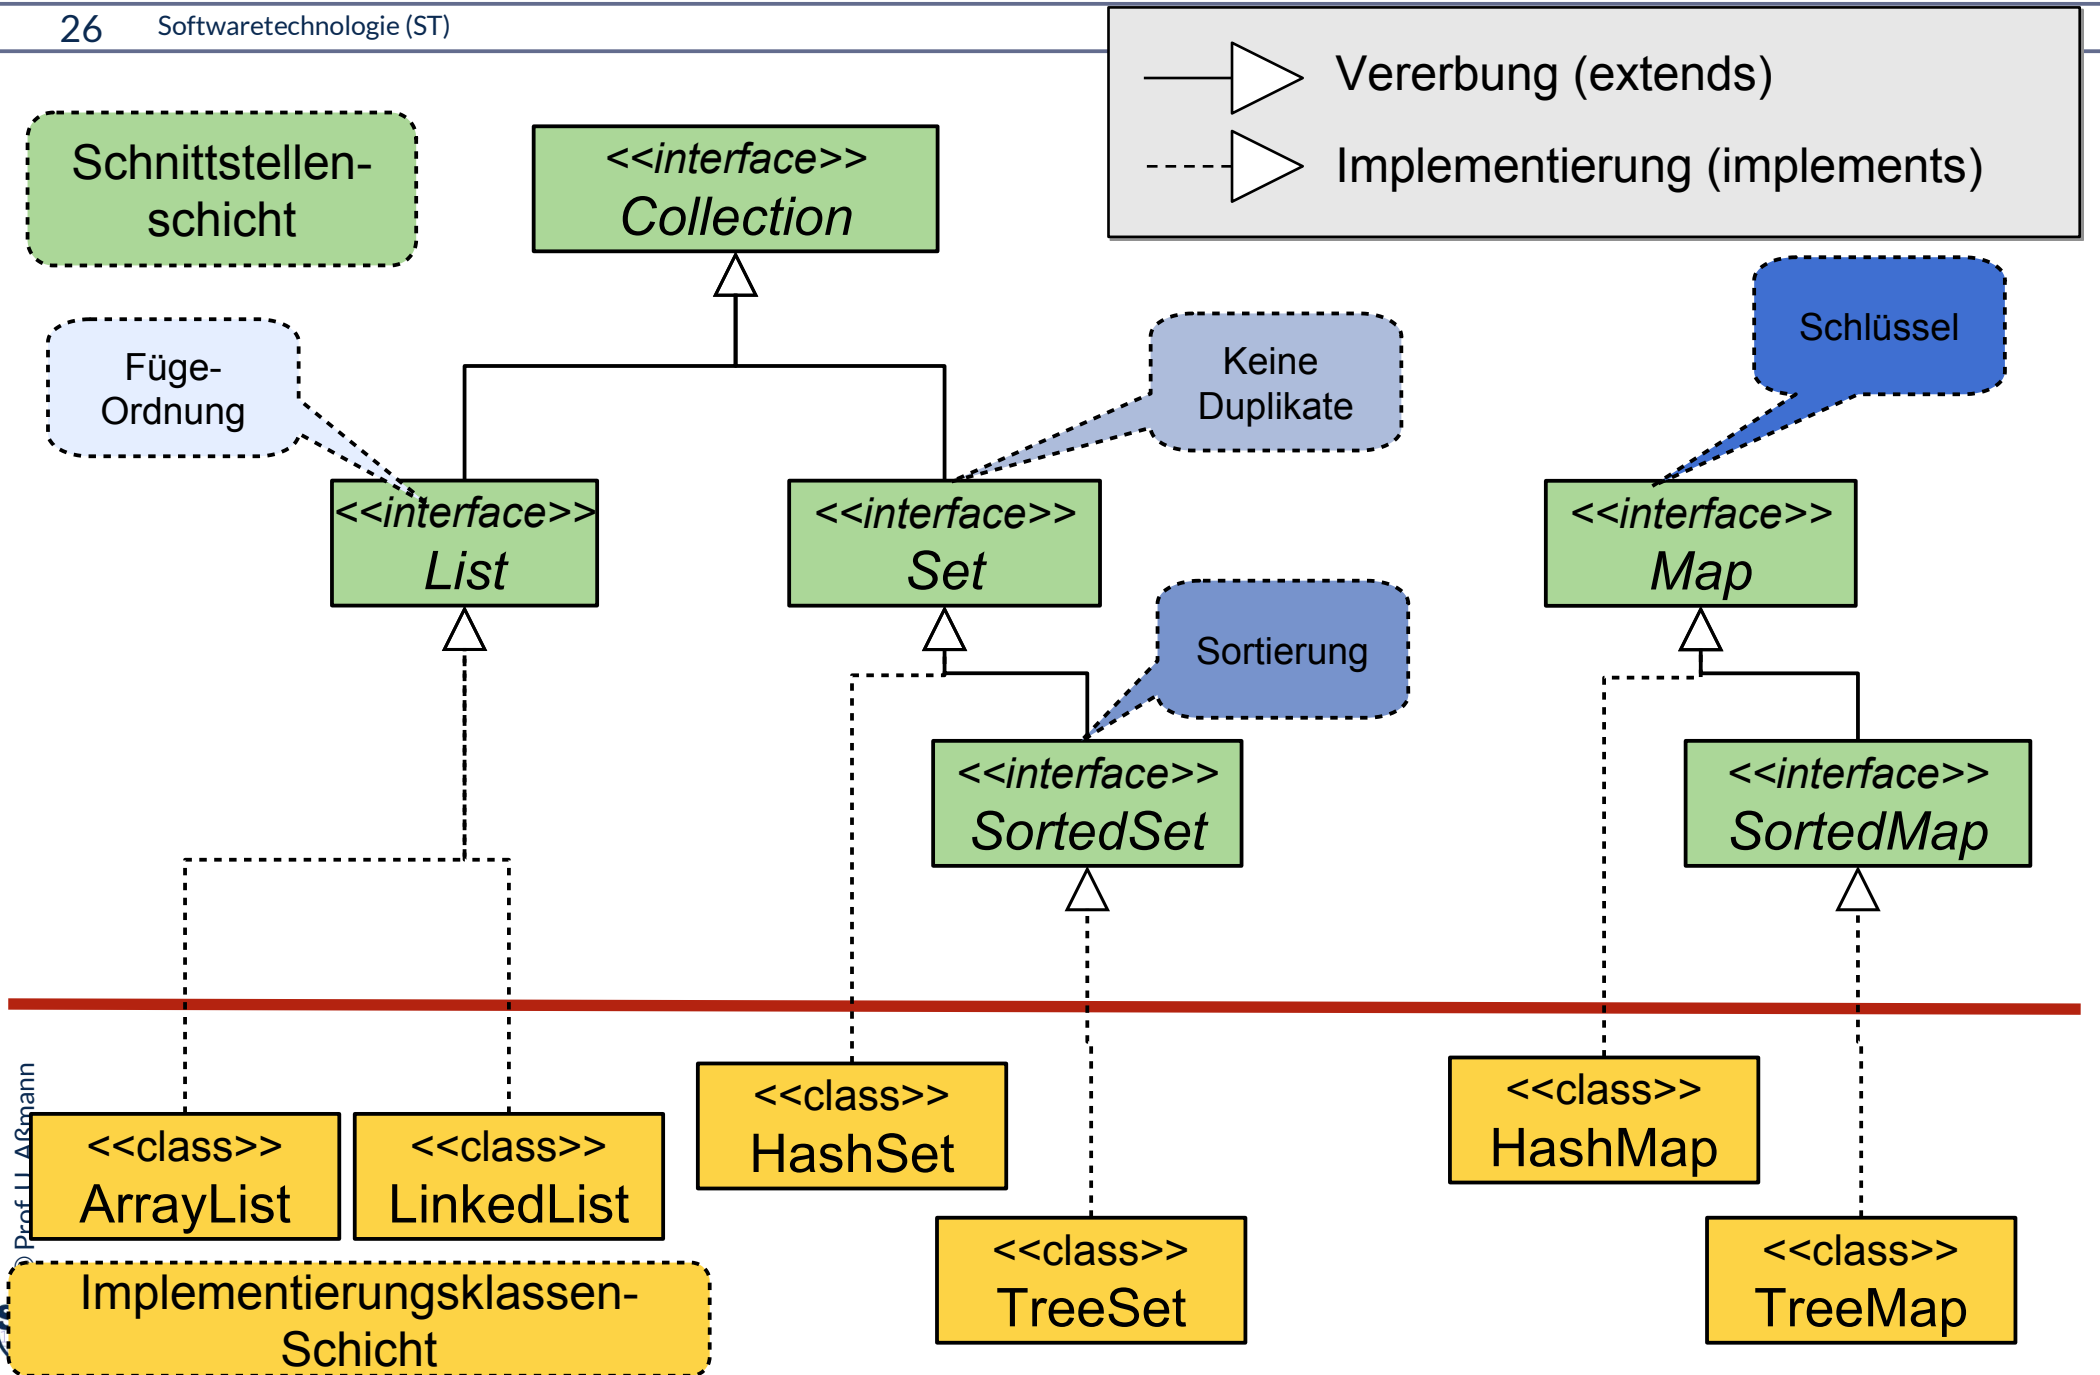 26 Softwaretechnologie (ST)
Vererbung (extends)
Implementierung (implements)
Schnittstellen-
schicht
<<interface>>
Collection
Füge-
Ordnung
Keine
Duplikate
Schlüssel
<<interface>>
List
<<interface>>
Set
<<interface>>
Map
Sortierung
<<interface>>
SortedSet
<<interface>>
SortedMap
<<class>>
ArrayList
<<class>>
LinkedList
<<class>>
HashSet
<<class>>
TreeSet
<<class>>
HashMap
<<class>>
TreeMap
Implementierungsklassen-
Schicht
© Prof. U. Aßmann